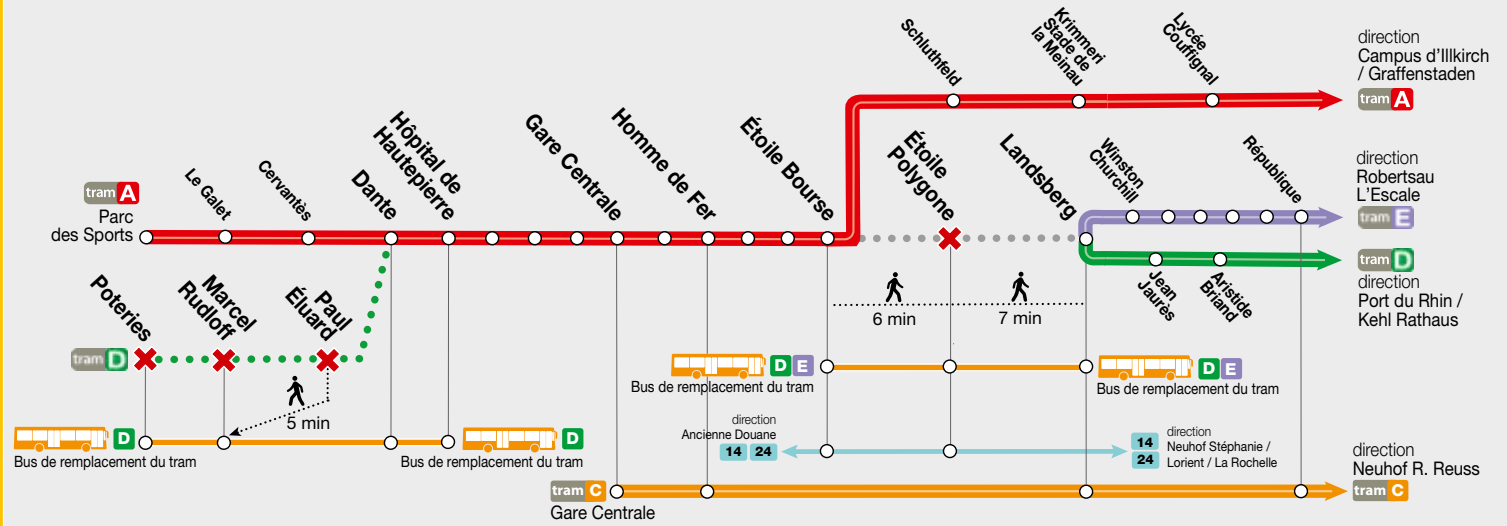 tram A
Parc
des Sports
Le Galet
Cervantès
Dante
Hôpital de
Hautepierre
Gare Centrale
Homme de Fer
Étoile Bourse
Étoile
Polygone
Landsberg
Schluthfeld
Krimmeri
Stade de
la Meinau
Lycée
Couffignal
direction
Campus d'Illkirch
/ Graffenstaden
tram A
Winston
Churchill
République
direction
Robertsau
L'Escale
tram E
Jean
Jaurès
Aristide
Briand
tram D
direction
Port du Rhin /
Kehl Rathaus
Poteries
Marcel
Rudloff
Paul
Éluard
tram D
5 min
6 min
7 min
D E
Bus de remplacement du tram
D E
Bus de remplacement du tram
D
Bus de remplacement du tram
D
Bus de remplacement du tram
direction
Ancienne Douane
14 24
14
24
direction
Neuhof Stéphanie /
Lorient / La Rochelle
tram C
Gare Centrale
direction
Neuhof R. Reuss
tram C